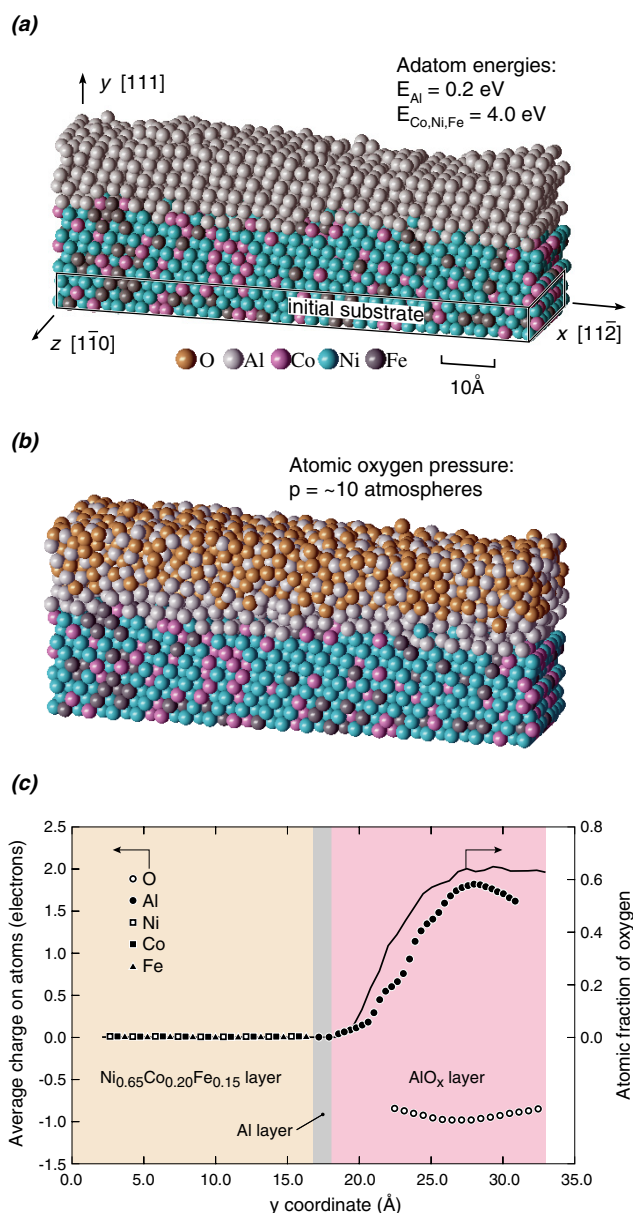 (a)
y [111]
Adatom energies:
E_Al = 0.2 eV
E_Co,Ni,Fe = 4.0 eV
initial substrate
z [11̅0]
x [112̅]
O Al Co Ni Fe
10Å
(b)
Atomic oxygen pressure:
p = ~10 atmospheres
(c)
Average charge on atoms (electrons)
2.5
2.0
1.5
1.0
0.5
0.0
-0.5
-1.0
-1.5
O
Al
Ni
Co
Fe
Ni0.65Co0.20Fe0.15 layer
Al layer
AlOx layer
0.8
0.6
0.4
0.2
0.0
Atomic fraction of oxygen
0.0 5.0 10.0 15.0 20.0 25.0 30.0 35.0
y coordinate (Å)